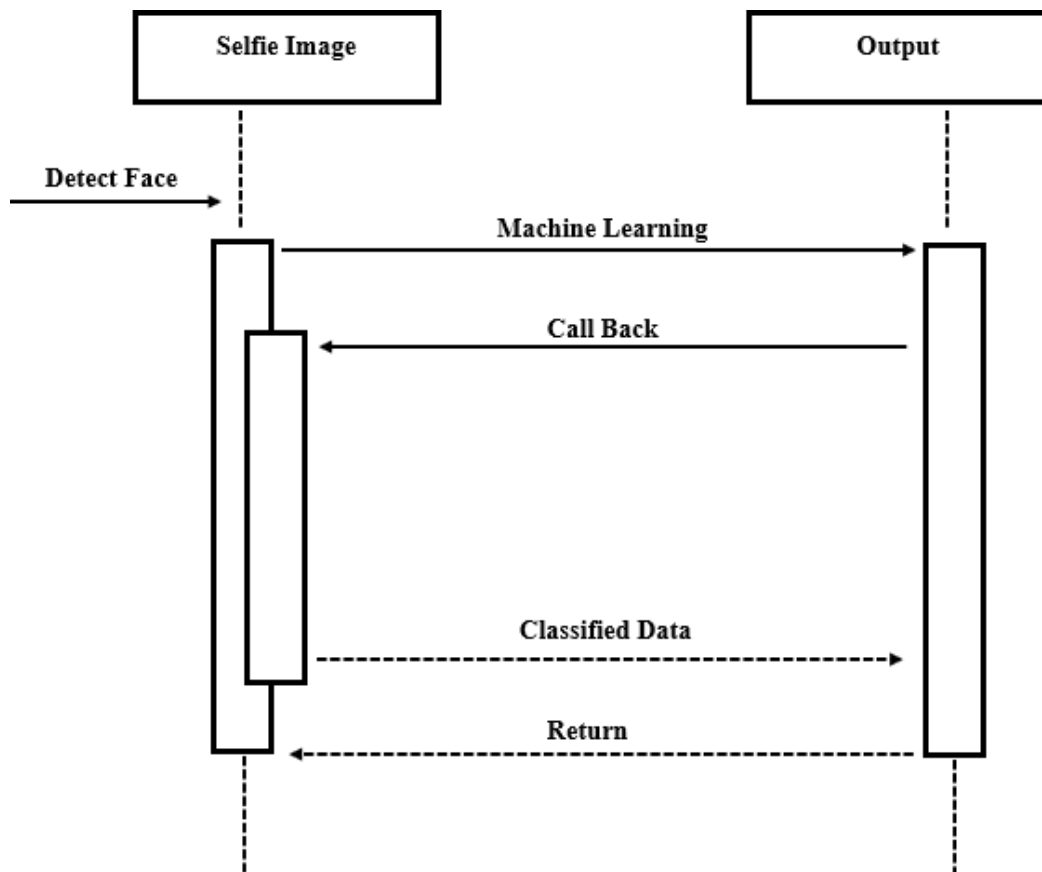 Selfie Image
Output
Detect Face
Machine Learning
Call Back
Classified Data
Return